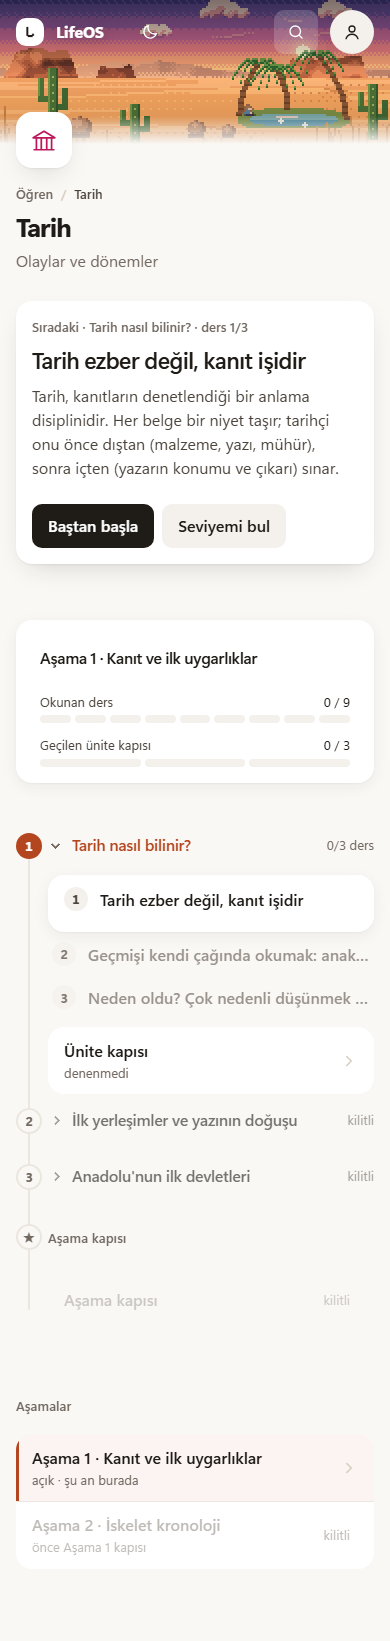 LifeOS
Öğren / Tarih
Tarih
Olaylar ve dönemler
Sıradaki · Tarih nasıl bilinir? · ders 1/3
Tarih ezber değil, kanıt işidir
Tarih, kanıtların denetlendiği bir anlama
disiplinidir. Her belge bir niyet taşır; tarihçi
onu önce dıştan (malzeme, yazı, mühür),
sonra içten (yazarın konumu ve çıkarı) sınar.
Baştan başla
Seviyemi bul
Aşama 1 · Kanıt ve ilk uygarlıklar
Okunan ders 0 / 9
Geçilen ünite kapısı 0 / 3
1 Tarih nasıl bilinir? 0/3 ders
1 Tarih ezber değil, kanıt işidir
2 Geçmişi kendi çağında okumak: anak...
3 Neden oldu? Çok nedenli düşünmek ...
Ünite kapısı
denenmedi
2 İlk yerleşimler ve yazının doğuşu kilitli
3 Anadolu'nun ilk devletleri kilitli
Aşama kapısı
Aşama kapısı kilitli
Aşamalar
Aşama 1 · Kanıt ve ilk uygarlıklar
açık · şu an burada
Aşama 2 · İskelet kronoloji
kilitli
önce Aşama 1 kapısı